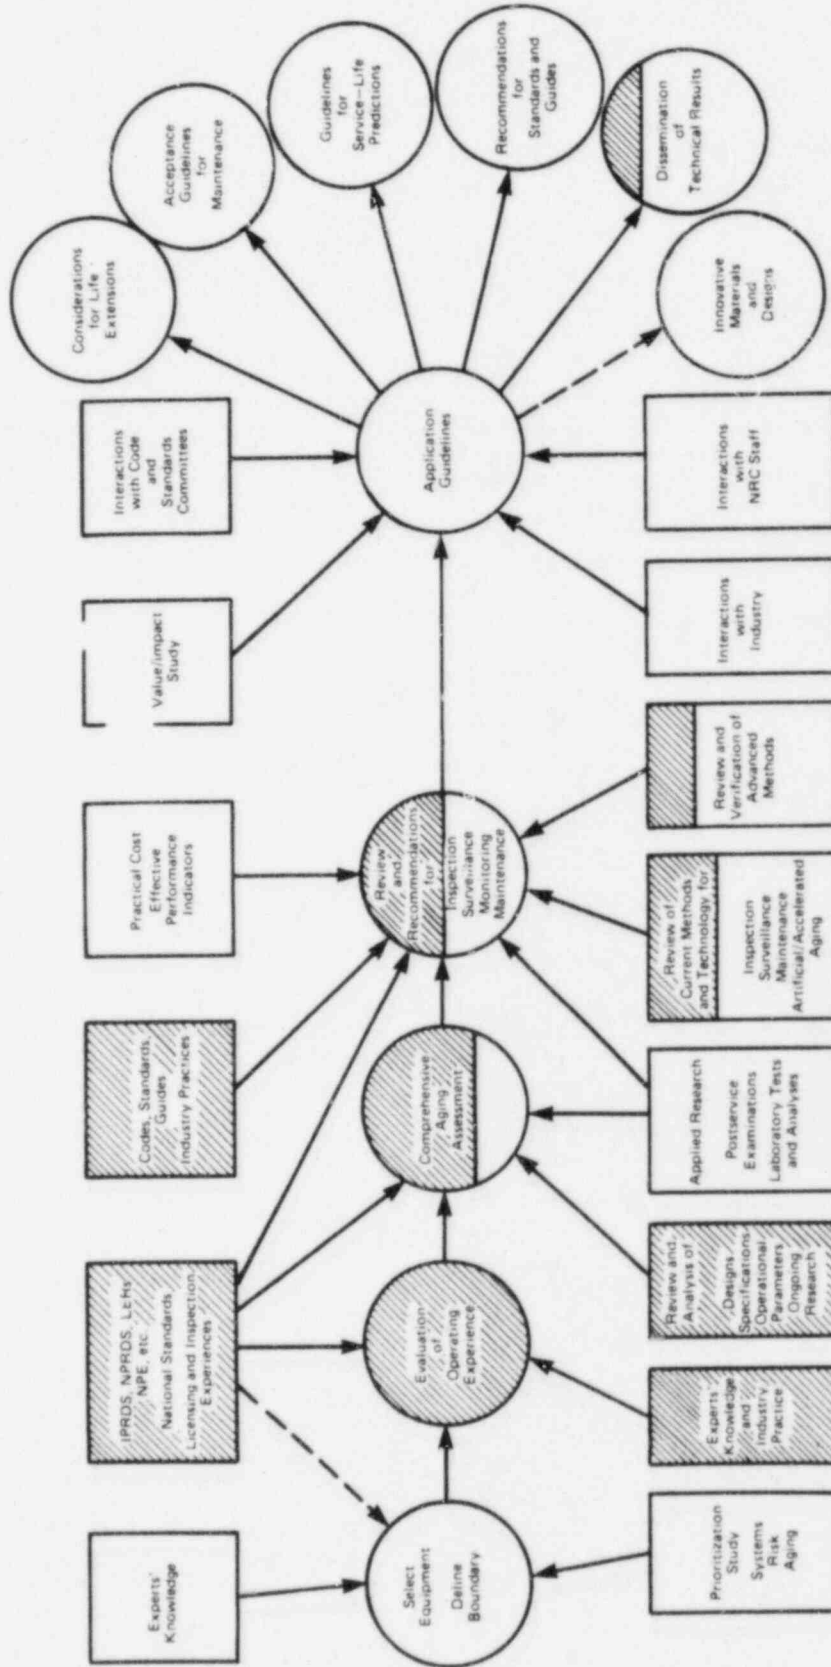 Experts'
Knowledge
IPRDS, NPRDS, LERs
NPE, etc.
National Standards
Licensing and Inspection
Experiences
Codes, Standards,
Guides
Industry Practices
Practical Cost
Effective
Performance
Indicators
Value/impact
Study
Interactions
with Code
and
Standards
Committees
Select
Equipment
Define
Boundary
Evaluation
of
Operating
Experience
Comprehensive
Aging
Assessment
Review
and
Recommendations
for
Inspection
Surveillance
Monitoring
Maintenance
Application
Guidelines
Considerations
for Life
Extensions
Acceptance
Guidelines
for
Maintenance
Guidelines
for
Service-Life
Predictions
Recommendations
for
Standards and
Guides
Dissemination
of
Technical Results
Innovative
Materials
and
Designs
Prioritization
Study
Systems
Risk
Aging
Experts'
Knowledge
and
Industry
Practice
Review and
Analysis of
Designs
Specifications
Operational
Parameters
Ongoing
Research
Applied Research
Postservice
Examinations
Laboratory Tests
and Analyses
Review of
Current Methods
and Technology for
Inspection
Surveillance
Maintenance
Artificial/Accelerated
Aging
Review and
Verification of
Advanced
Methods
Interactions
with
Industry
Interactions
with
NRC Staff